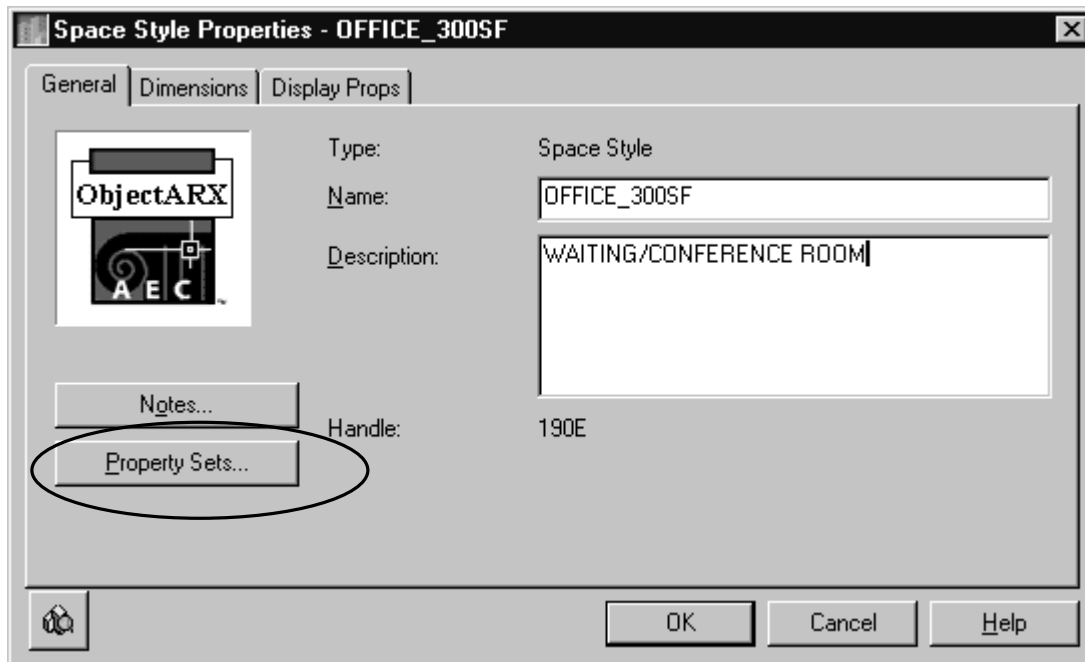 Space Style Properties - OFFICE_300SF
General Dimensions Display Props
ObjectARX
AEC
™
Type: Space Style
Name: OFFICE_300SF
Description: WAITING/CONFERENCE ROOM
Notes...
Handle: 190E
Property Sets...
OK Cancel Help